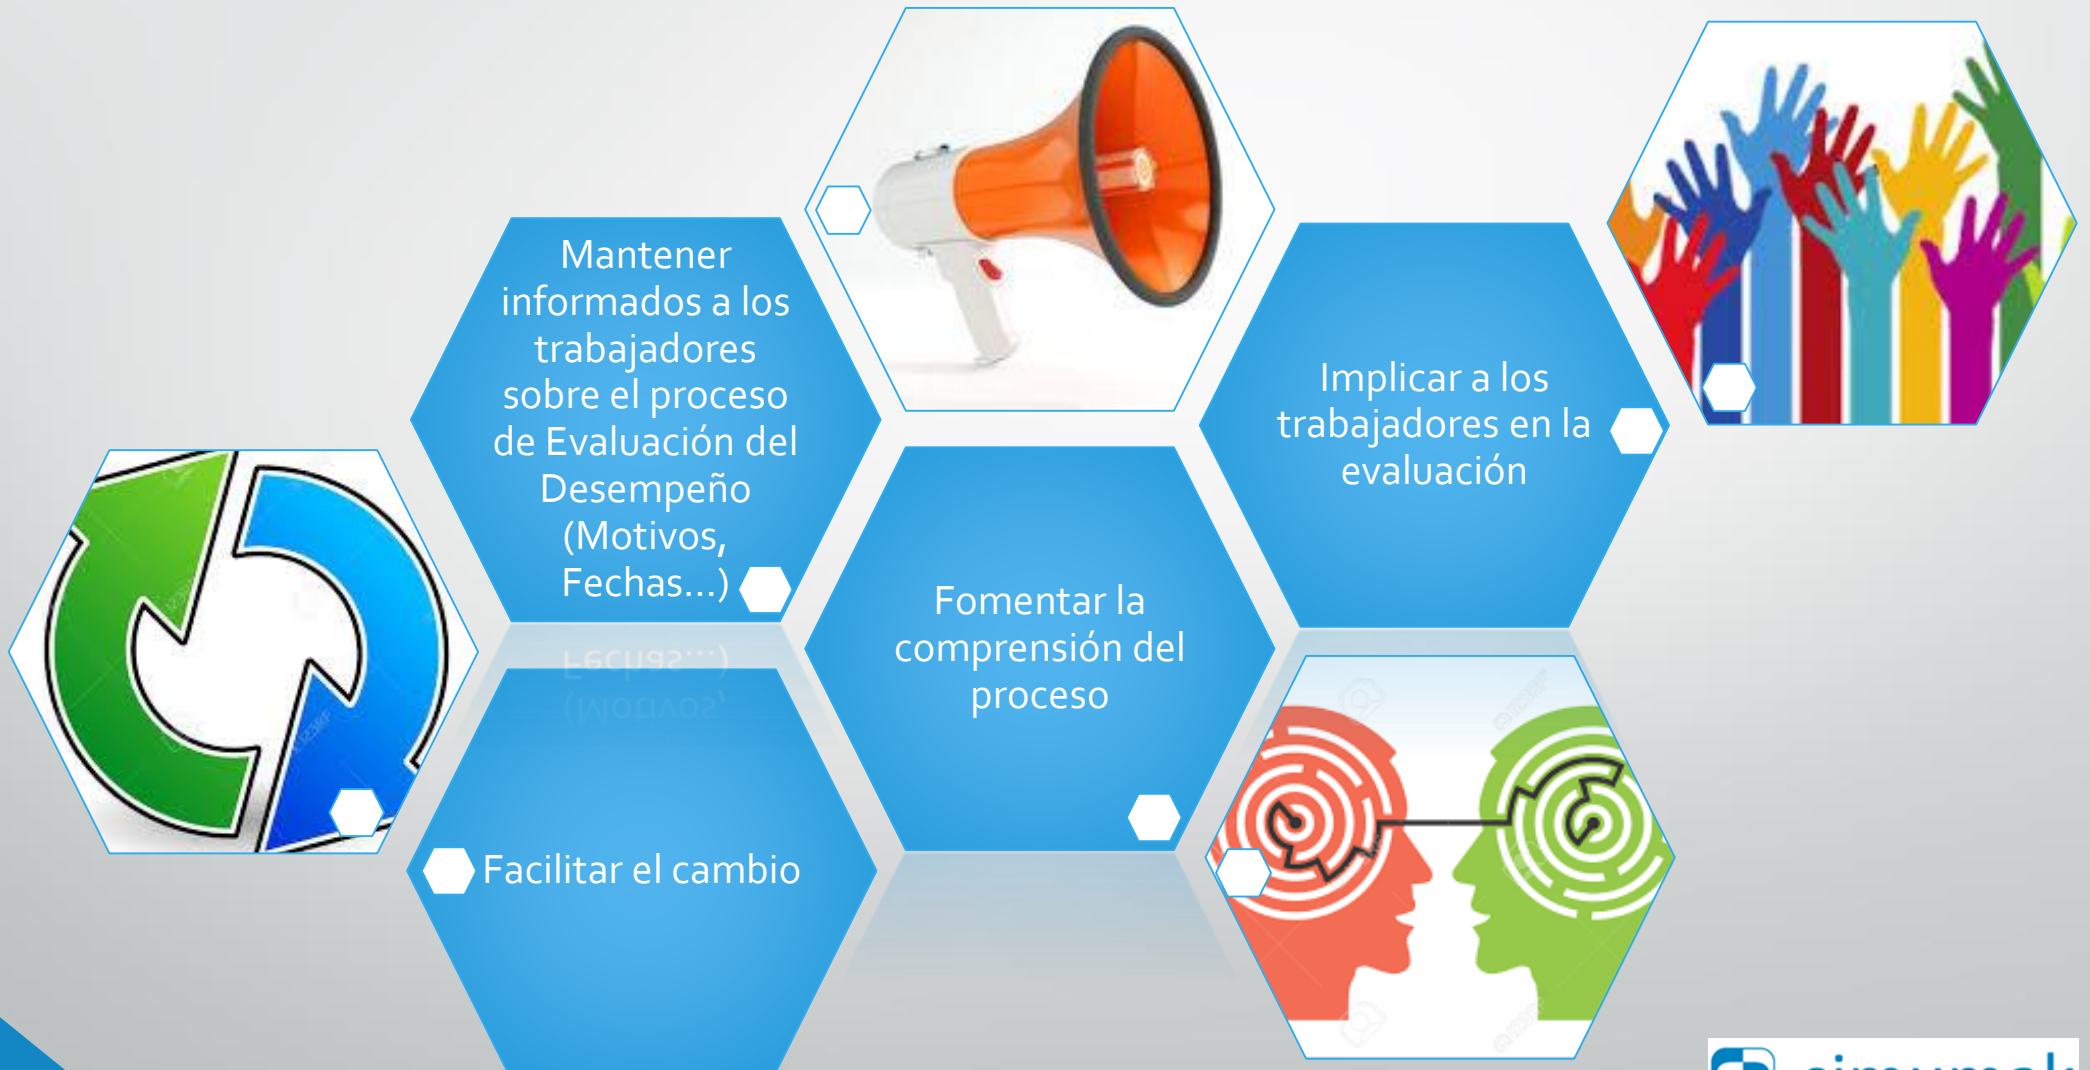 Mantener
informados a los
trabajadores
sobre el proceso
de Evaluación del
Desempeño
(Motivos,
Fechas...)
Implicar a los
trabajadores en la
evaluación
Fomentar la
comprensión del
proceso
Facilitar el cambio